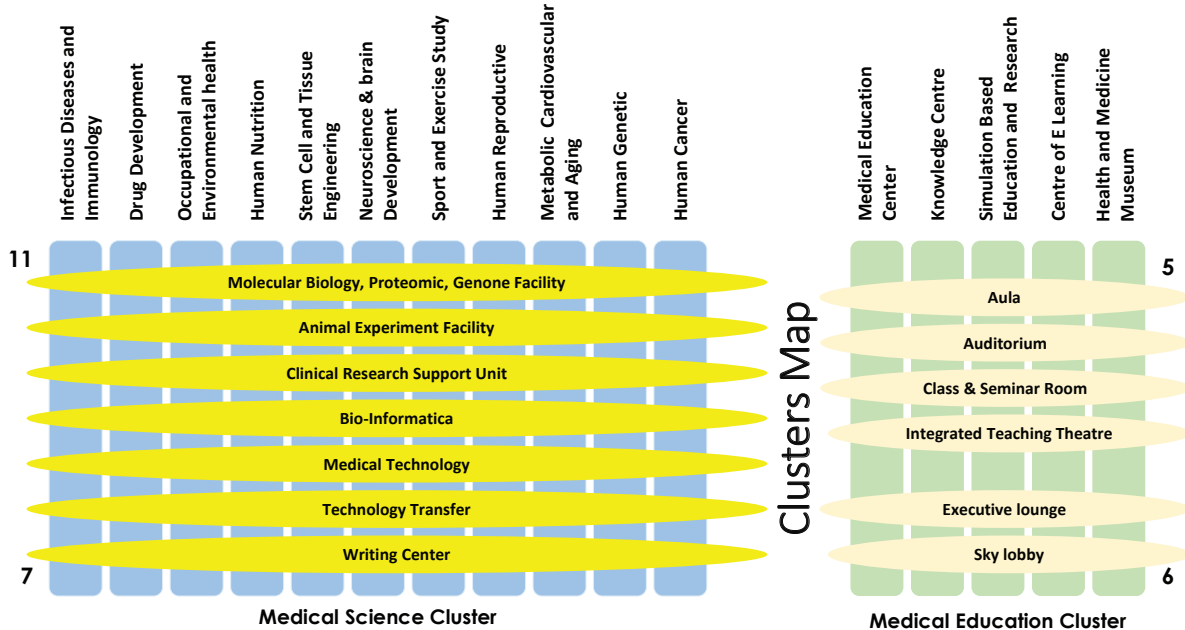 Infectious Diseases and
Immunology
Drug Development
Occupational and
Environmental health
Human Nutrition
Stem Cell and Tissue
Engineering
Neuroscience & brain
Development
Sport and Exercise Study
Human Reproductive
Metabolic Cardiovascular
and Aging
Human Genetic
Human Cancer
11
Molecular Biology, Proteomic, Genone Facility
Animal Experiment Facility
Clinical Research Support Unit
Bio-Informatica
Medical Technology
Technology Transfer
Writing Center
7
Medical Science Cluster
Clusters Map
Medical Education
Center
Knowledge Centre
Simulation Based
Education and Research
Centre of E Learning
Health and Medicine
Museum
5
Aula
Auditorium
Class & Seminar Room
Integrated Teaching Theatre
Executive lounge
Sky lobby
6
Medical Education Cluster